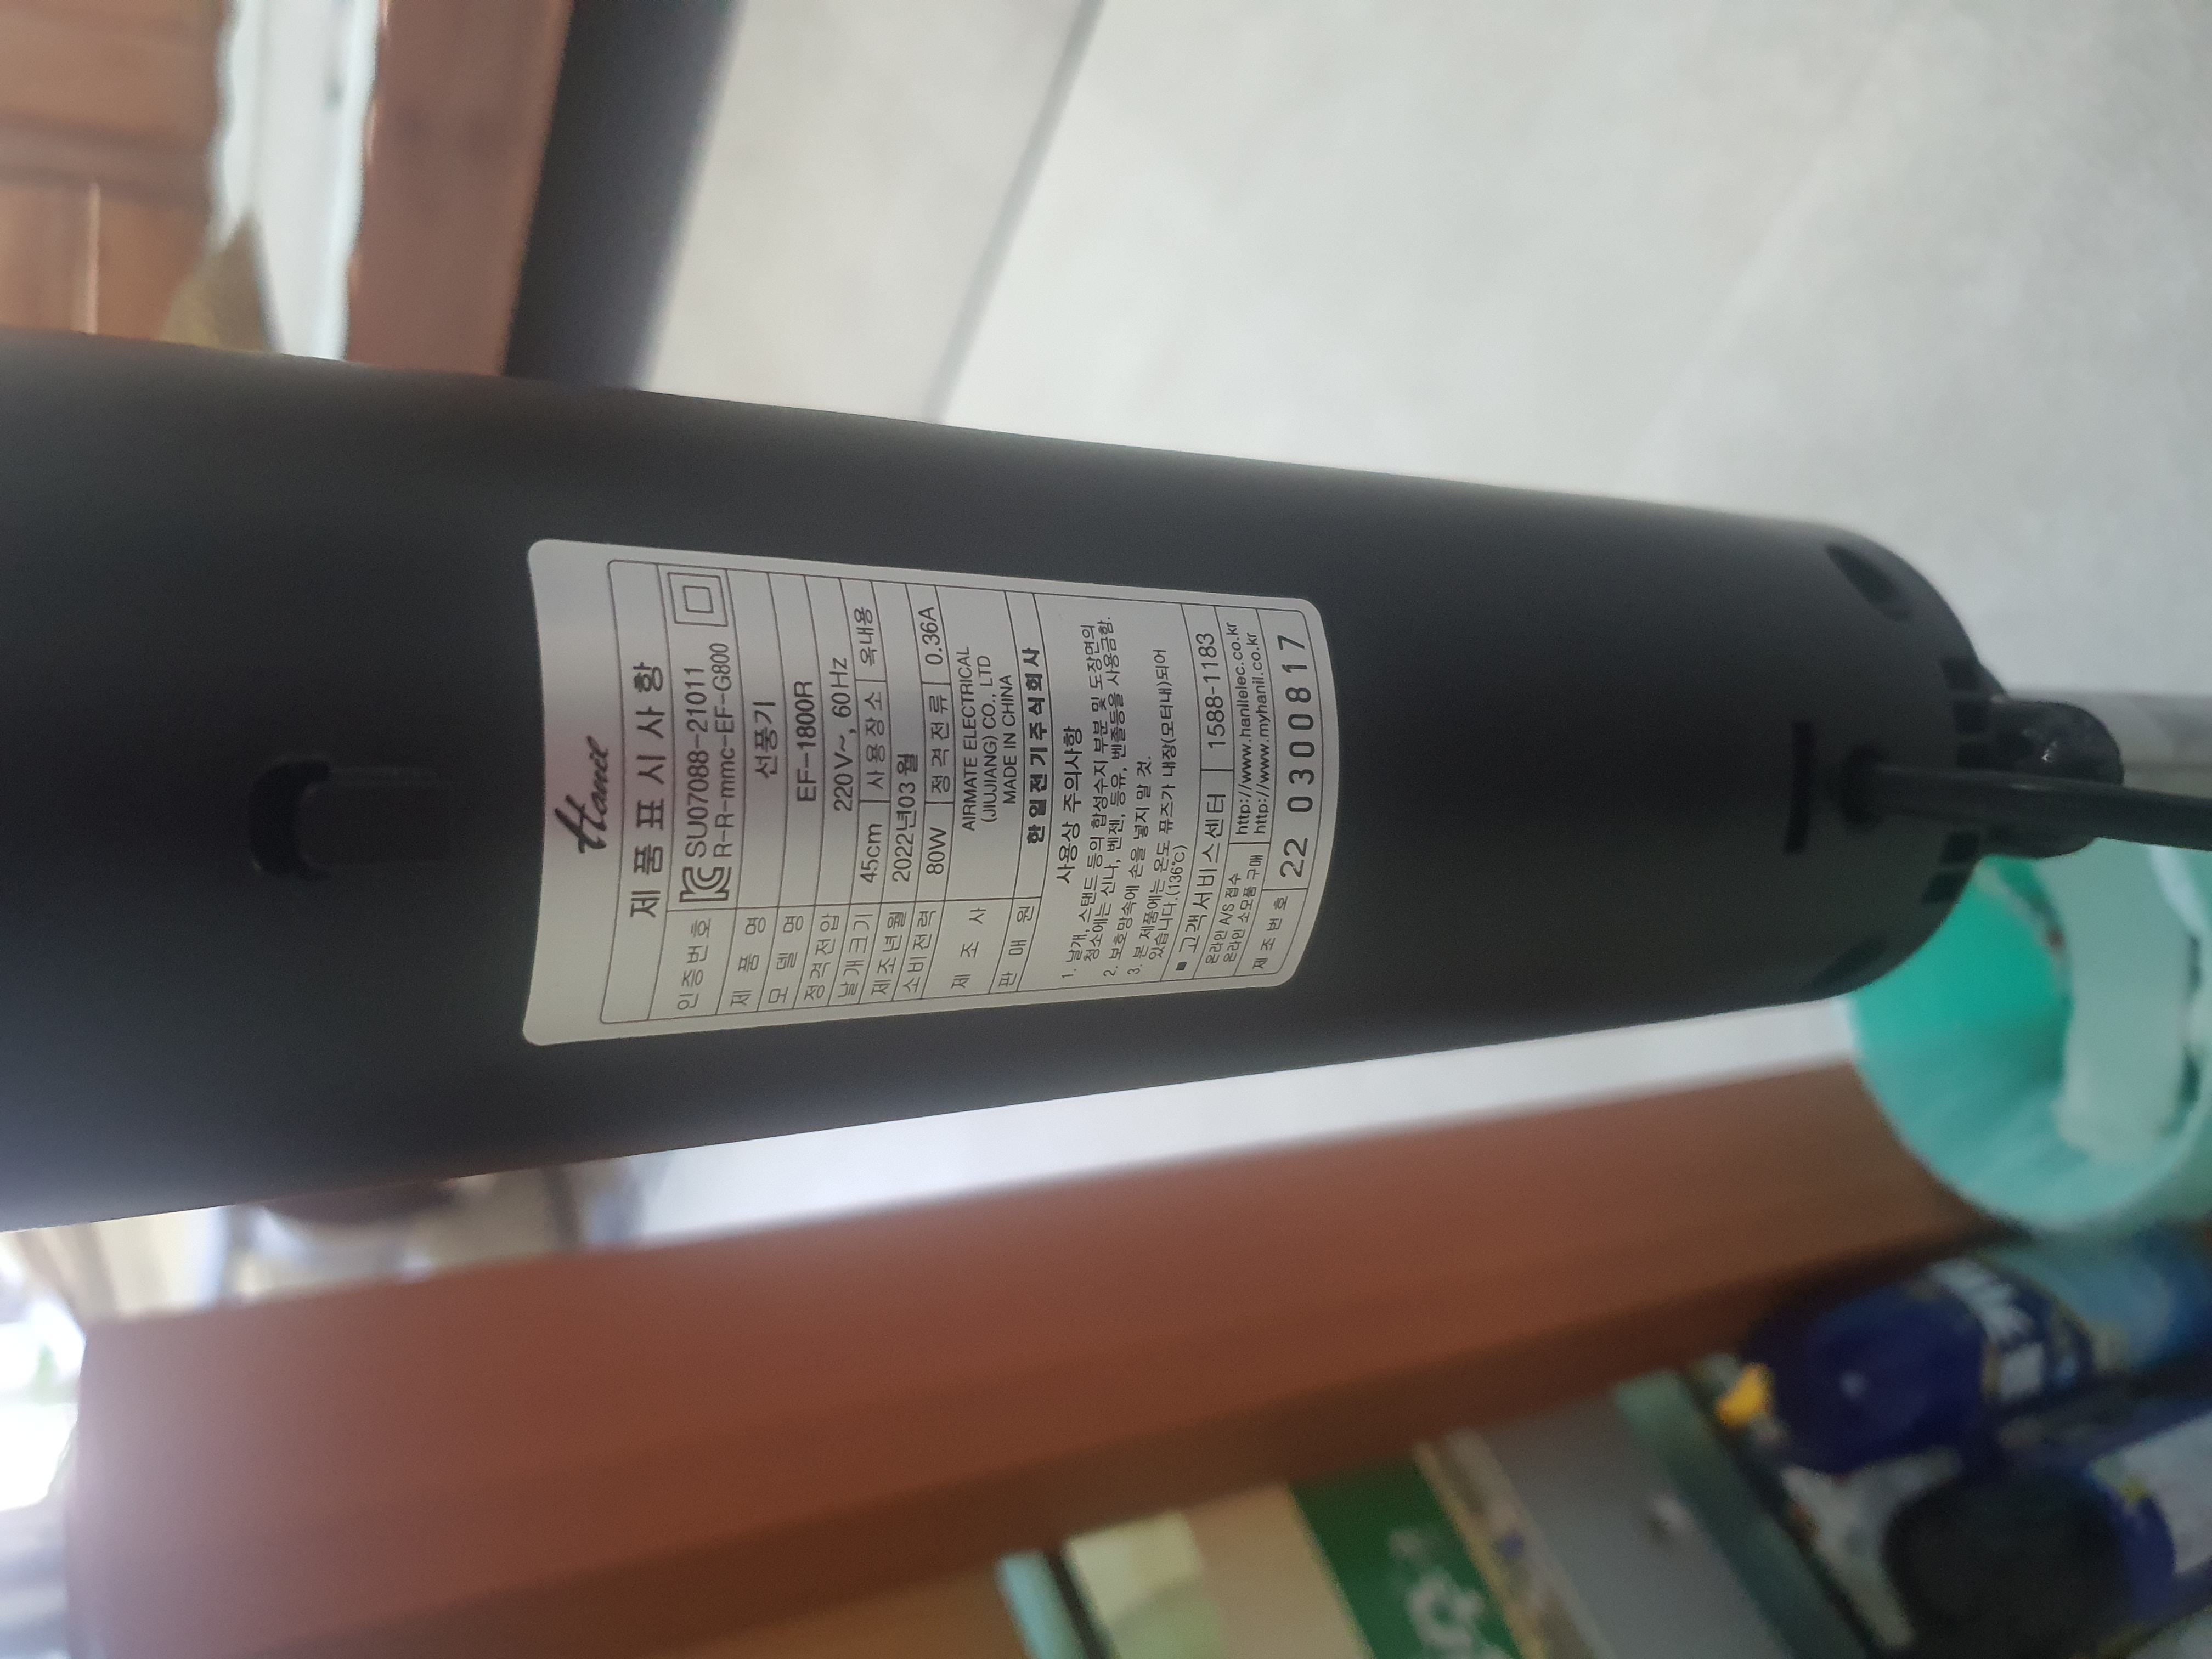 Hanil
제품표시사항
인증번호 SU07088-21011
R-R-mmc-EF-G800
제품명 선풍기
모델명 EF-1800R
정격전압 220V~, 60Hz
날개크기 45cm 사용장소 옥내용
제조년월 2022년03월
소비전력 80W 정격전류 0.36A
제조사 AIRMATE ELECTRICAL
(JIUJIANG) CO., LTD
MADE IN CHINA
판매원 한일전기주식회사
사용상 주의사항
1. 날개, 스탠드 등의 합성수지 부분 및 도장면의
청소에는 신나, 벤젠, 등유, 벤졸등을 사용금함.
2. 보호망속에 손을 넣지 말 것.
3. 본 제품에는 온도 퓨즈가 내장(모터내)되어
있습니다.(136℃)
■ 고객서비스센터 1588-1183
온라인 A/S 접수 http://www.hanilelec.co.kr
온라인 소모품 구매 http://www.myhanil.co.kr
제조번호 22 0300817